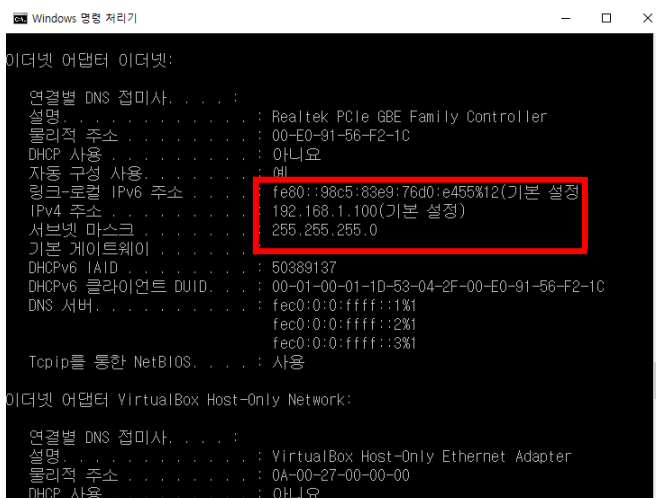 Windows 명령 처리기
이더넷 어댑터 이더넷:
연결별 DNS 접미사. . . . :
설명. . . . . . . . . . . . : Realtek PCIe GBE Family Controller
물리적 주소 . . . . . . . . : 00-E0-91-56-F2-1C
DHCP 사용 . . . . . . . . . : 아니요
자동 구성 사용. . . . . . . : 예
링크-로컬 IPv6 주소 . . . . : fe80::98c5:83e9:76d0:e455%12(기본 설정
IPv4 주소 . . . . . . . . . : 192.168.1.100(기본 설정)
서브넷 마스크 . . . . . . . : 255.255.255.0
기본 게이트웨이 . . . . . . :
DHCPv6 IAID . . . . . . . . : 50389137
DHCPv6 클라이언트 DUID. . . : 00-01-00-01-1D-53-04-2F-00-E0-91-56-F2-1C
DNS 서버. . . . . . . . . . : fec0:0:0:ffff::1%1
fec0:0:0:ffff::2%1
fec0:0:0:ffff::3%1
Tcpip를 통한 NetBIOS. . . . : 사용
이더넷 어댑터 VirtualBox Host-Only Network:
연결별 DNS 접미사. . . . :
설명. . . . . . . . . . . . : VirtualBox Host-Only Ethernet Adapter
물리적 주소 . . . . . . . . : 0A-00-27-00-00-00
DHCP 사용 . . . . . . . . . : 아니요